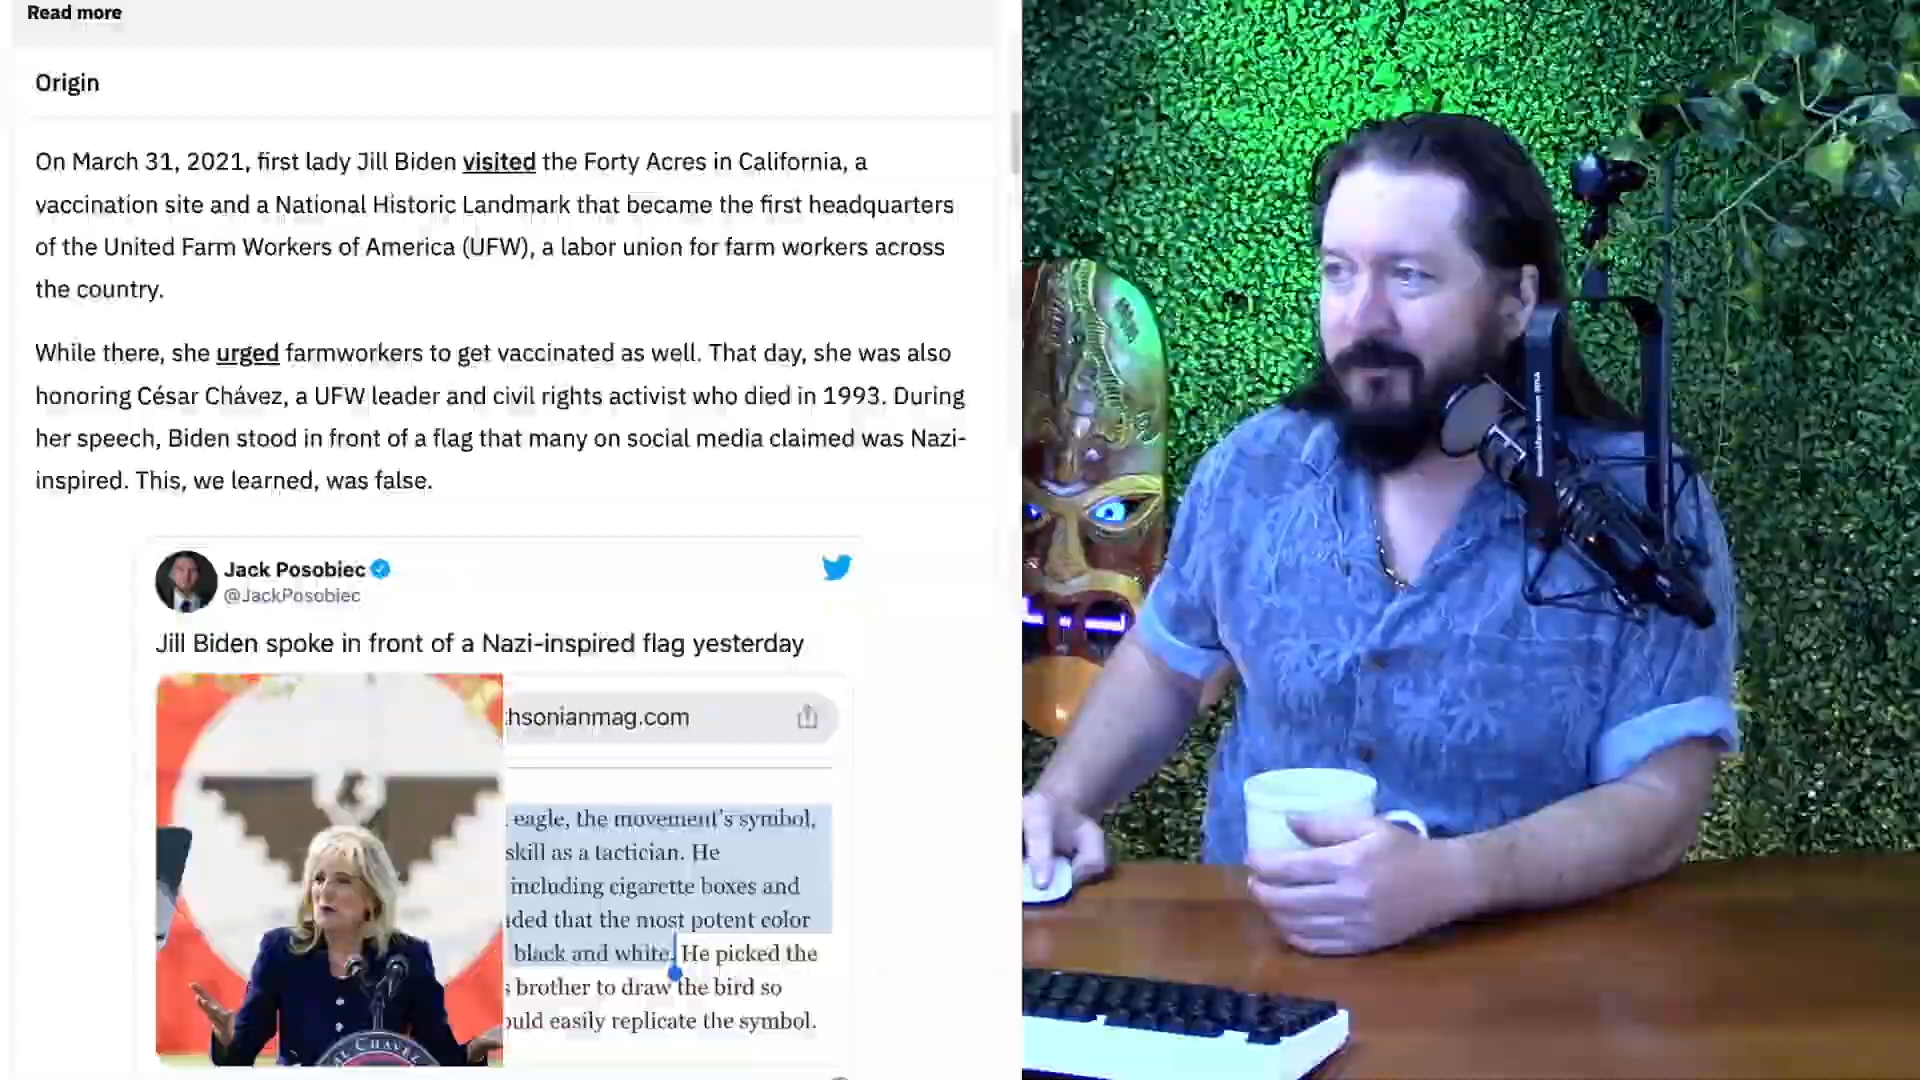 Read more
Origin
On March 31, 2021, first lady Jill Biden visited the Forty Acres in California, a
vaccination site and a National Historic Landmark that became the first headquarters
of the United Farm Workers of America (UFW), a labor union for farm workers across
the country.
While there, she urged farmworkers to get vaccinated as well. That day, she was also
honoring César Chávez, a UFW leader and civil rights activist who died in 1993. During
her speech, Biden stood in front of a flag that many on social media claimed was Nazi-
inspired. This, we learned, was false.
Jack Posobiec
@JackPosobiec
Jill Biden spoke in front of a Nazi-inspired flag yesterday
thsonianmag.com
eagle, the movement's symbol,
skill as a tactician. He
including cigarette boxes and
ded that the most potent color
black and white. He picked the
s brother to draw the bird so
ould easily replicate the symbol.
CHAVEZ